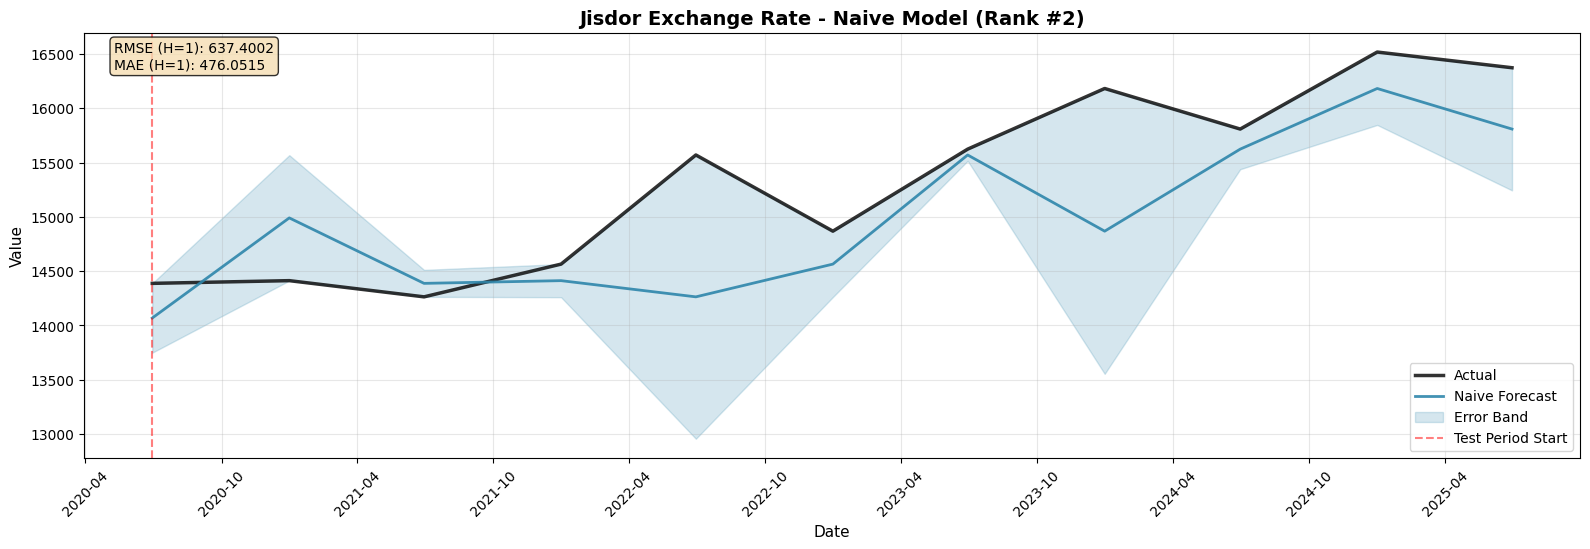 Jisdor Exchange Rate - Naive Model (Rank #2)
RMSE (H=1): 637.4002
MAE (H=1): 476.0515
Value
16500
16000
15500
15000
14500
14000
13500
13000
Actual
Naive Forecast
Error Band
Test Period Start
2020-04
2020-10
2021-04
2021-10
2022-04
2022-10
2023-04
2023-10
2024-04
2024-10
2025-04
Date